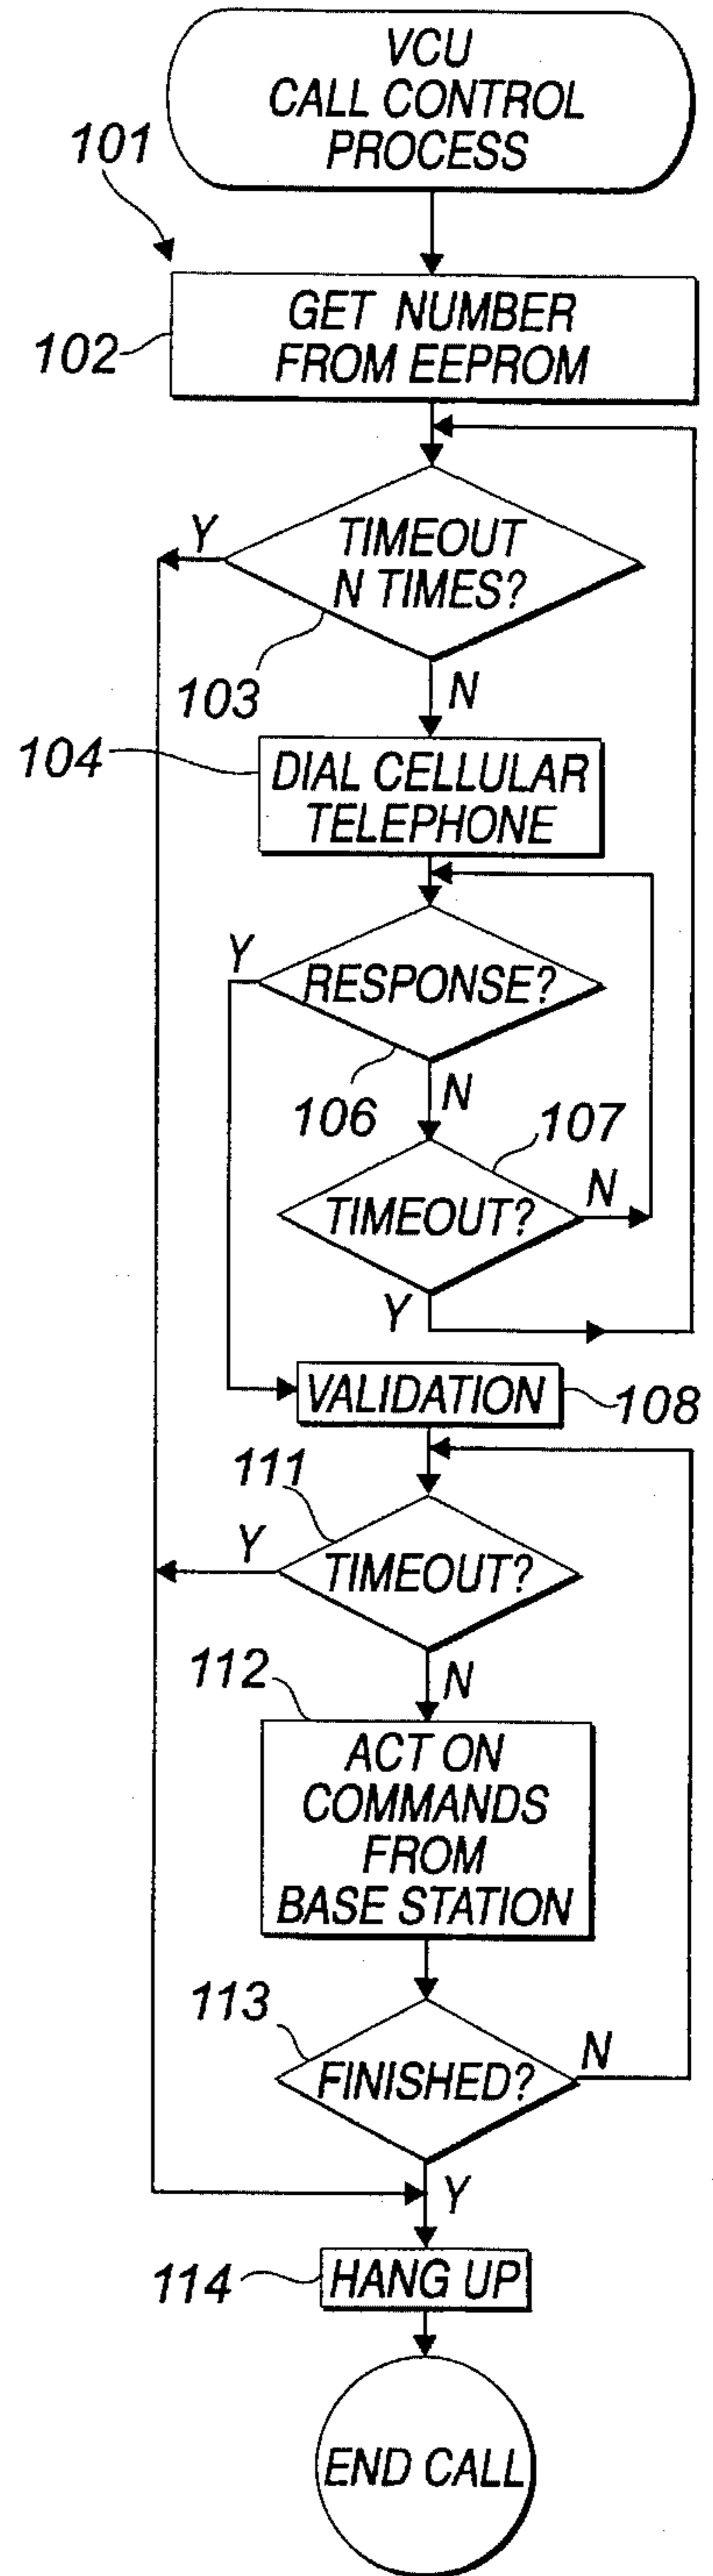 VCU
CALL CONTROL
PROCESS
101
GET NUMBER
FROM EEPROM
102
Y
TIMEOUT
N TIMES?
103
N
104
DIAL CELLULAR
TELEPHONE
Y
RESPONSE?
106
N
107
TIMEOUT?
N
Y
VALIDATION
108
111
Y
TIMEOUT?
N
112
ACT ON
COMMANDS
FROM
BASE STATION
113
FINISHED?
N
Y
114
HANG UP
END CALL